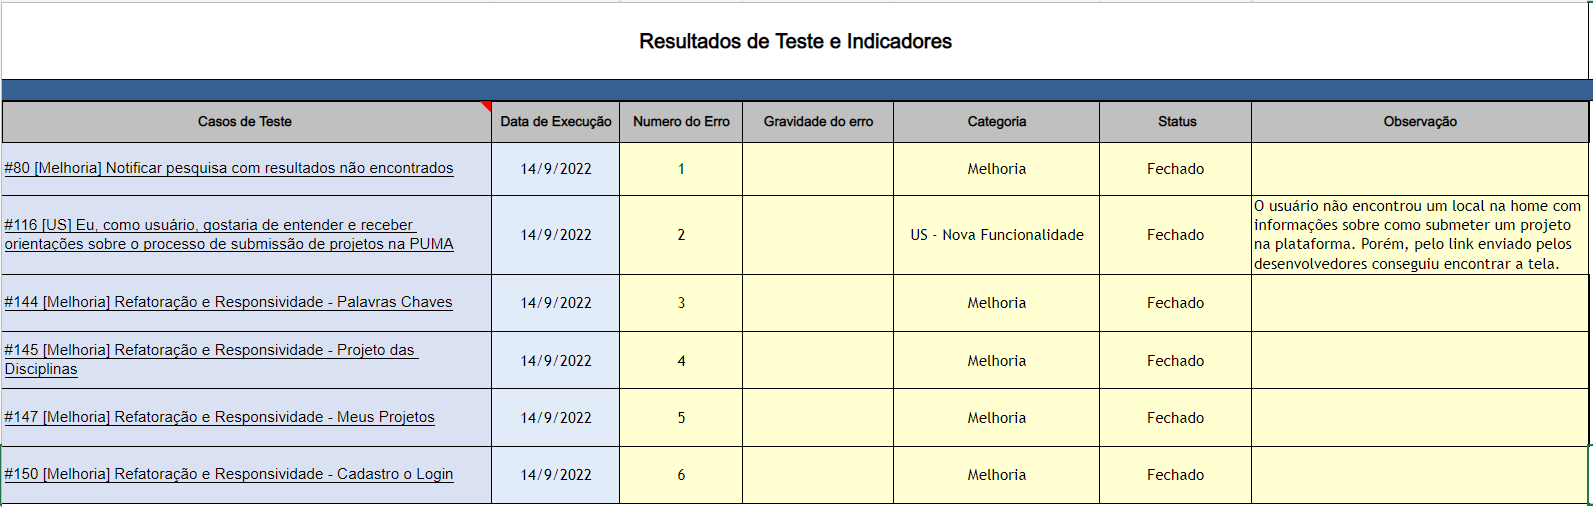 Resultados de Teste e Indicadores
Casos de Teste Data de Execução Numero do Erro Gravidade do erro Categoria Status Observação
#80 [Melhoria] Notificar pesquisa com resultados não encontrados 14/9/2022 1 Melhoria Fechado
#116 [US] Eu, como usuário, gostaria de entender e receber
orientações sobre o processo de submissão de projetos na PUMA
14/9/2022 2 US - Nova Funcionalidade Fechado
O usuário não encontrou um local na home com
informações sobre como submeter um projeto
na plataforma. Porém, pelo link enviado pelos
desenvolvedores conseguiu encontrar a tela.
#144 [Melhoria] Refatoração e Responsividade - Palavras Chaves 14/9/2022 3 Melhoria Fechado
#145 [Melhoria] Refatoração e Responsividade - Projeto das
Disciplinas
14/9/2022 4 Melhoria Fechado
#147 [Melhoria] Refatoração e Responsividade - Meus Projetos 14/9/2022 5 Melhoria Fechado
#150 [Melhoria] Refatoração e Responsividade - Cadastro o Login 14/9/2022 6 Melhoria Fechado